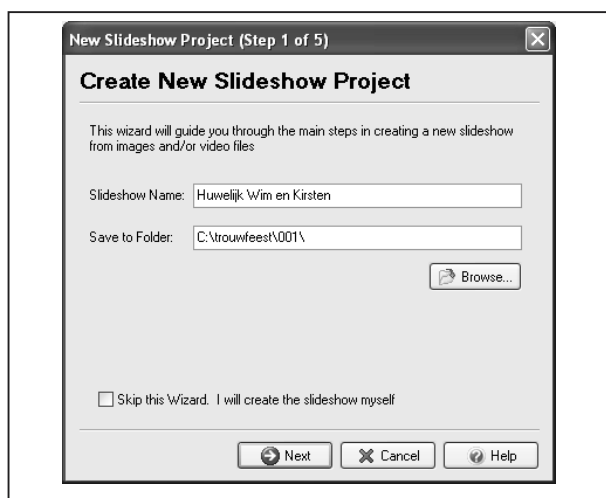 New Slideshow Project (Step 1 of 5)
Create New Slideshow Project
This wizard will guide you through the main steps in creating a new slideshow
from images and/or video files
Slideshow Name: Huwelijk Wim en Kirsten
Save to Folder: C:\trouwfeest\001\
Browse...
Skip this Wizard. I will create the slideshow myself
Next Cancel Help